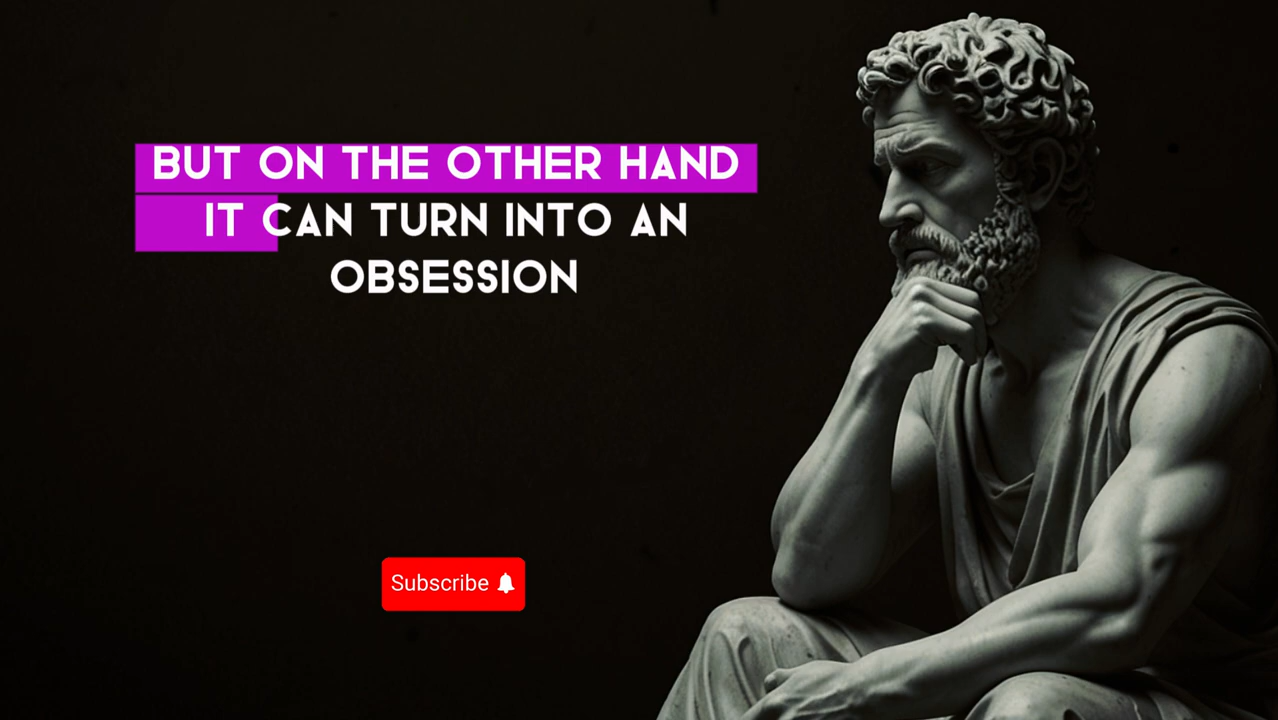 BUT ON THE OTHER HAND
IT CAN TURN INTO AN
OBSESSION
Subscribe